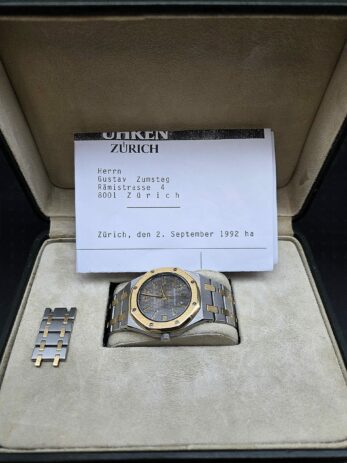 UHREN
ZÜRICH
Herrn
Gustav Zumsteg
Rämistrasse 4
8001 Zürich
Zürich, den 2. September 1992 ha